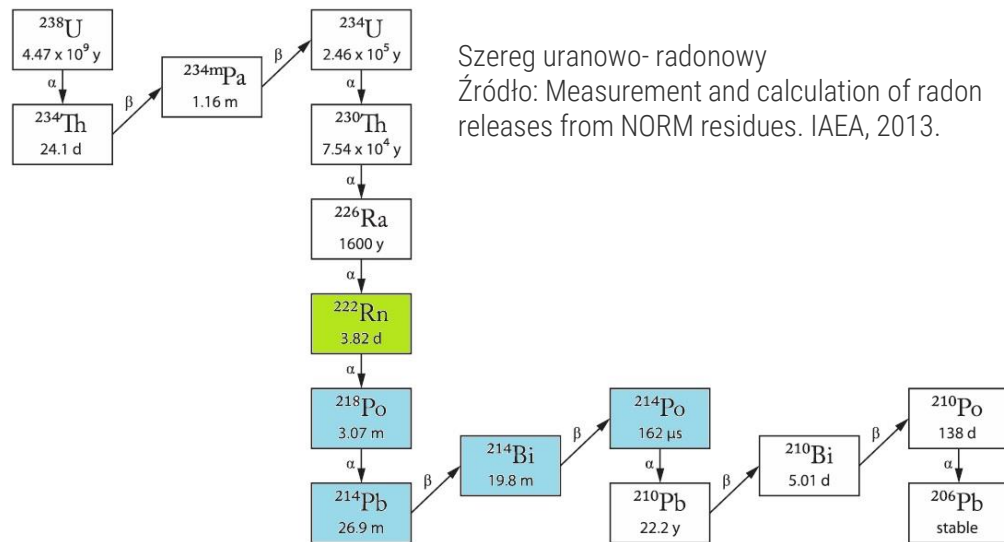 ²³⁸U
4.47 x 10⁹ y
α
²³⁴Th
24.1 d
β
²³⁴ᵐPa
1.16 m
β
²³⁴U
2.46 x 10⁵ y
α
²³⁰Th
7.54 x 10⁴ y
α
²²⁶Ra
1600 y
α
²²²Rn
3.82 d
α
²¹⁸Po
3.07 m
α
²¹⁴Pb
26.9 m
β
²¹⁴Bi
19.8 m
β
²¹⁴Po
162 µs
α
²¹⁰Pb
22.2 y
β
²¹⁰Bi
5.01 d
β
²¹⁰Po
138 d
α
²⁰⁶Pb
stable
Szereg uranowo- radonowy
Źródło: Measurement and calculation of radon
releases from NORM residues. IAEA, 2013.